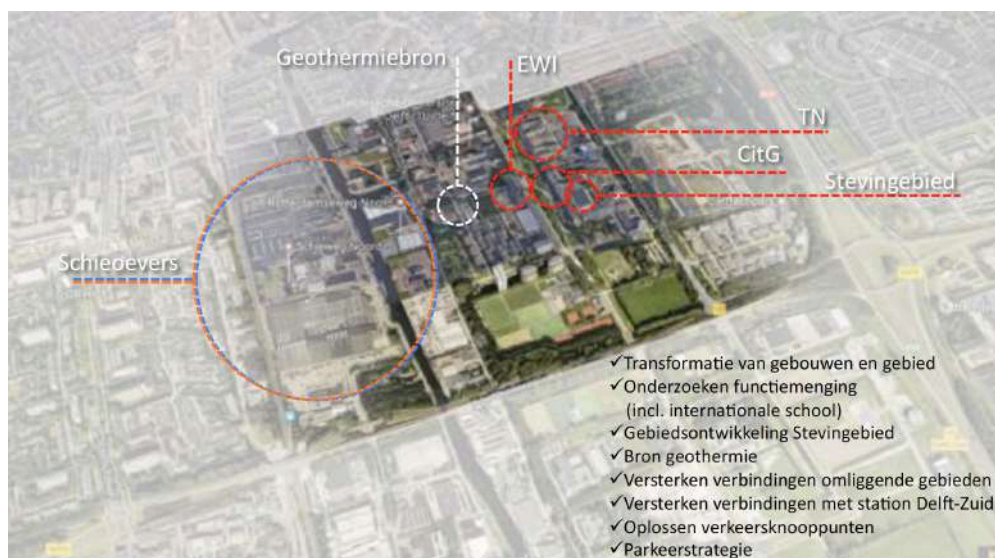 Geothermiebron
EWI
TN
CitG
Stevingebied
Schieoevers
✓Transformatie van gebouwen en gebied
✓Onderzoeken functiemenging
(incl. internationale school)
✓Gebiedsontwikkeling Stevingebied
✓Bron geothermie
✓Versterken verbindingen omliggende gebieden
✓Versterken verbindingen met station Delft-Zuid
✓Oplossen verkeersknooppunten
✓Parkeerstrategie